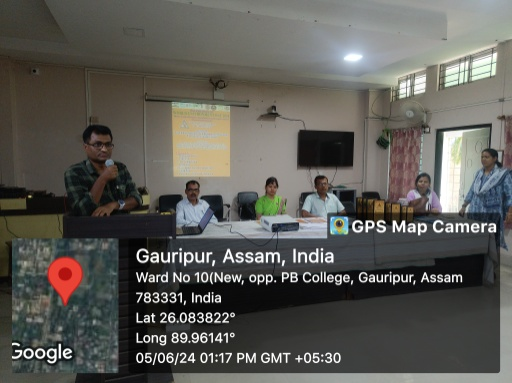 GPS Map Camera
Gauripur, Assam, India
Ward No 10(New, opp. PB College, Gauripur, Assam
783331, India
Lat 26.083822°
Long 89.96141°
05/06/24 01:17 PM GMT +05:30
Google